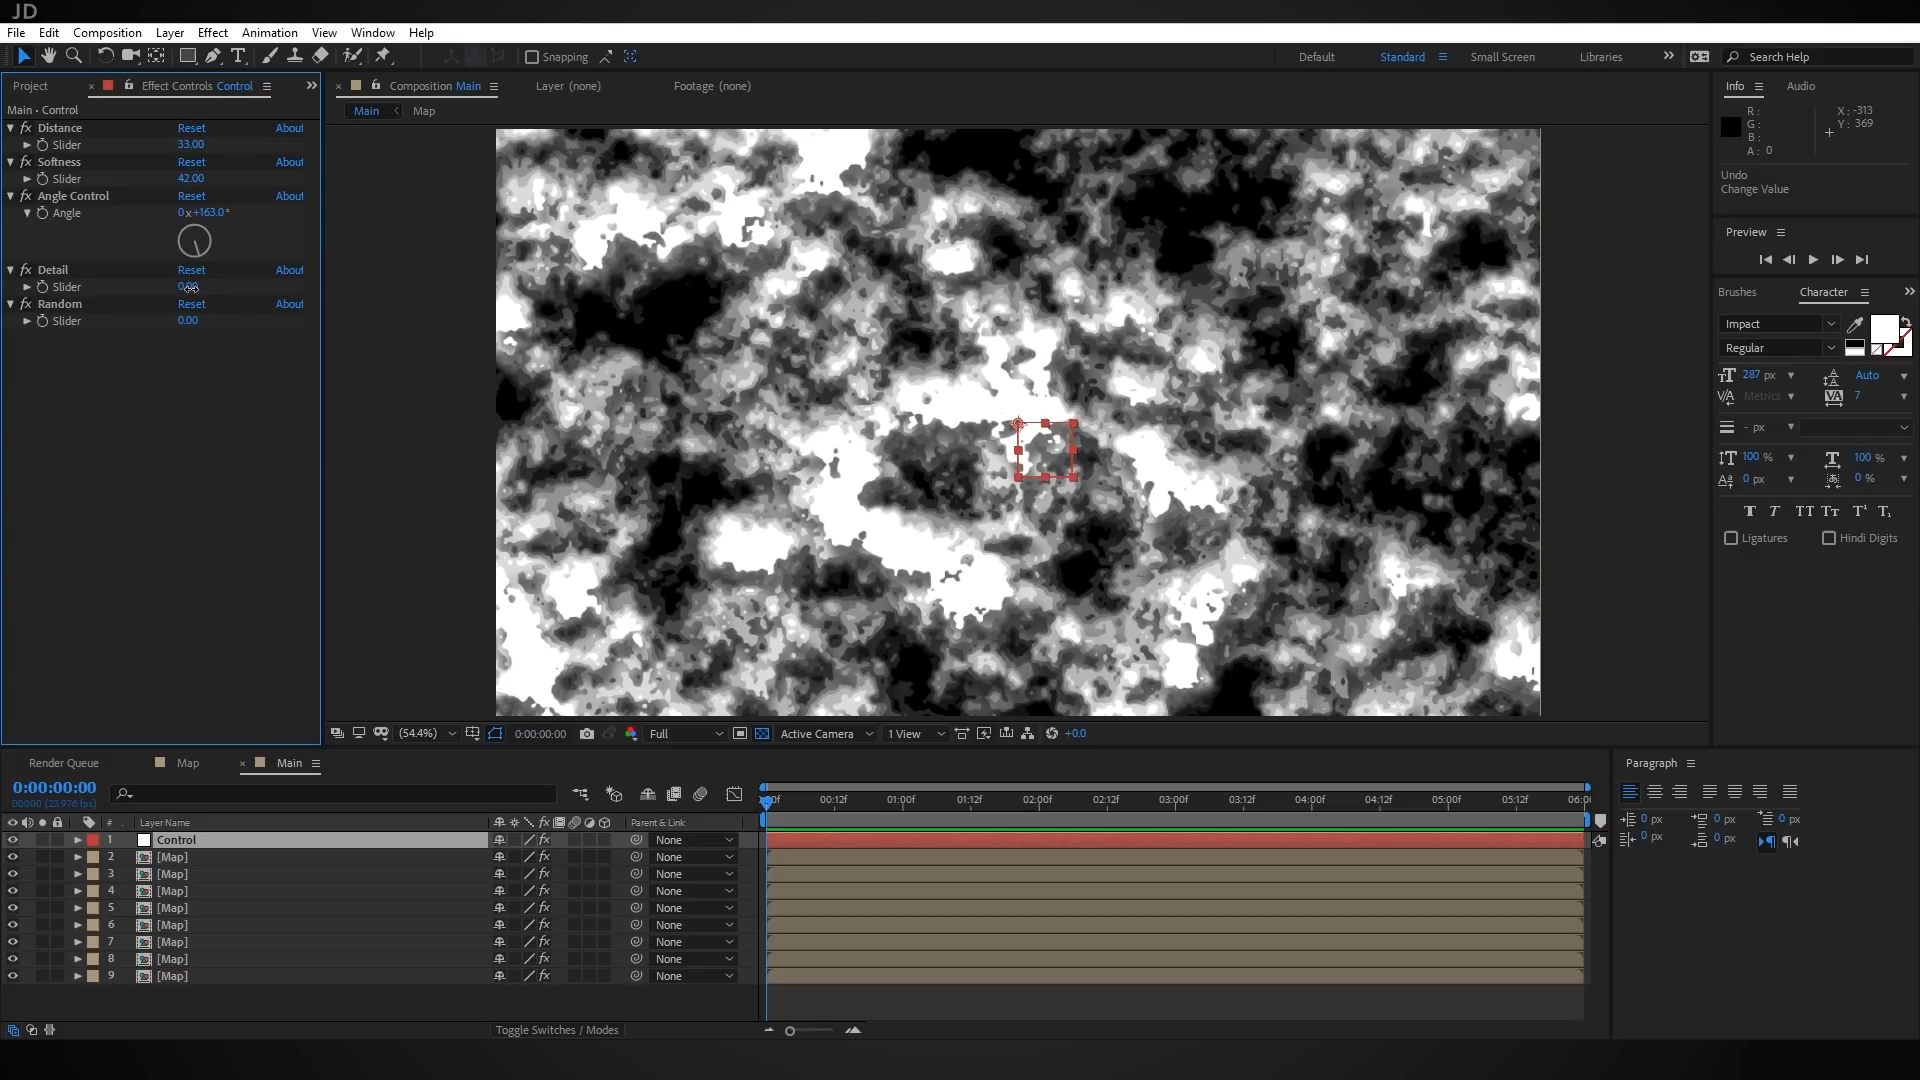 JD
File Edit Composition Layer Effect Animation View Window Help
Snapping
Default Standard Small Screen Libraries Search Help
Project Effect Controls Control
Main • Control
Distance Reset About
Slider 33.00
Softness Reset About
Slider 42.00
Angle Control Reset About
Angle 0x+163.0°
Detail Reset About
Slider
Random Reset About
Slider 0.00
Composition Main Layer (none) Footage (none)
Main Map
(54.4%) 0:00:00:00 Full Active Camera 1 View +0.0
Info Audio
R: X: -313
G: Y: 369
B:
A: 0
Undo
Change Value
Preview
Brushes Character
Impact
Regular
287 px Auto
Metrics 7
- px
100 % 100 %
0 px 0 %
T T TT Tt T¹ T₁
Ligatures Hindi Digits
Render Queue Map Main
0:00:00:00
00000 (23.976 fps)
00:12f 01:00f 01:12f 02:00f 02:12f 03:00f 03:12f 04:00f 04:12f 05:00f 05:12f
# Layer Name Parent & Link
1 Control None
2 [Map] None
3 [Map] None
4 [Map] None
5 [Map] None
6 [Map] None
7 [Map] None
8 [Map] None
9 [Map] None
Toggle Switches / Modes
Paragraph
0 px 0 px 0 px
0 px 0 px